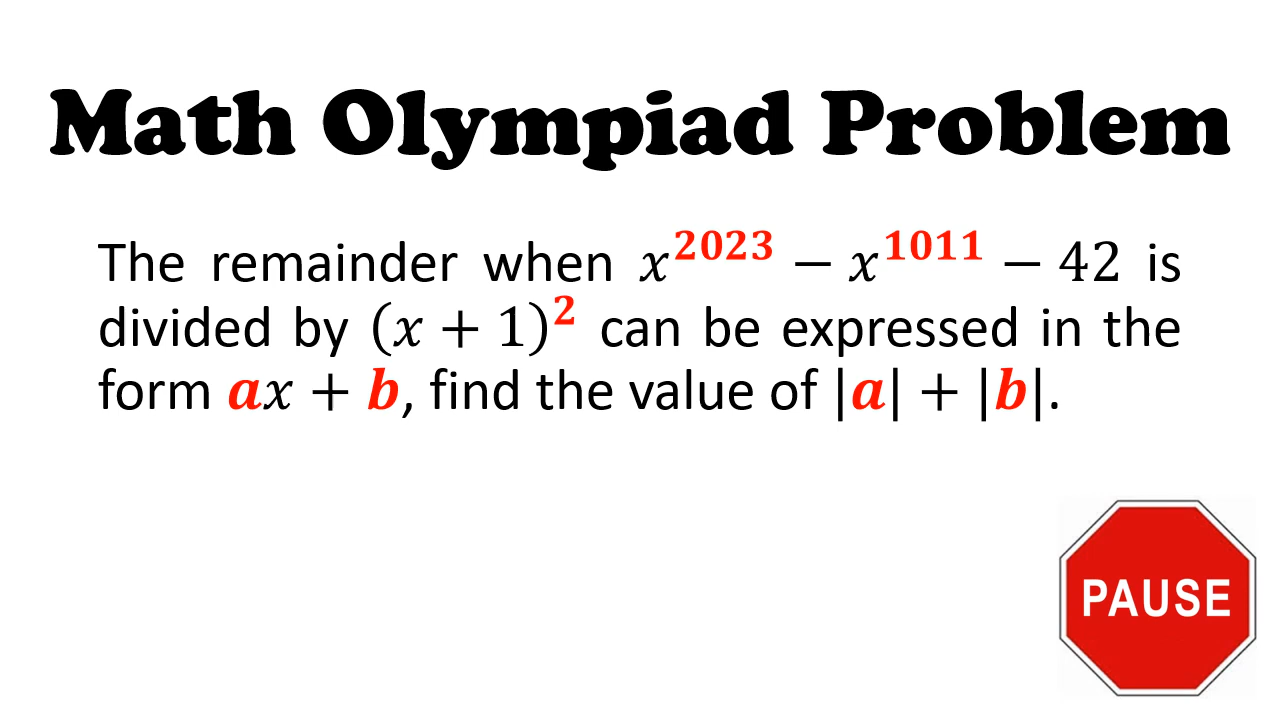 Math Olympiad Problem
The remainder when $x^{2023} - x^{1011} - 42$ is
divided by $(x + 1)^2$ can be expressed in the
form $ax + b$, find the value of $|a| + |b|$.
PAUSE